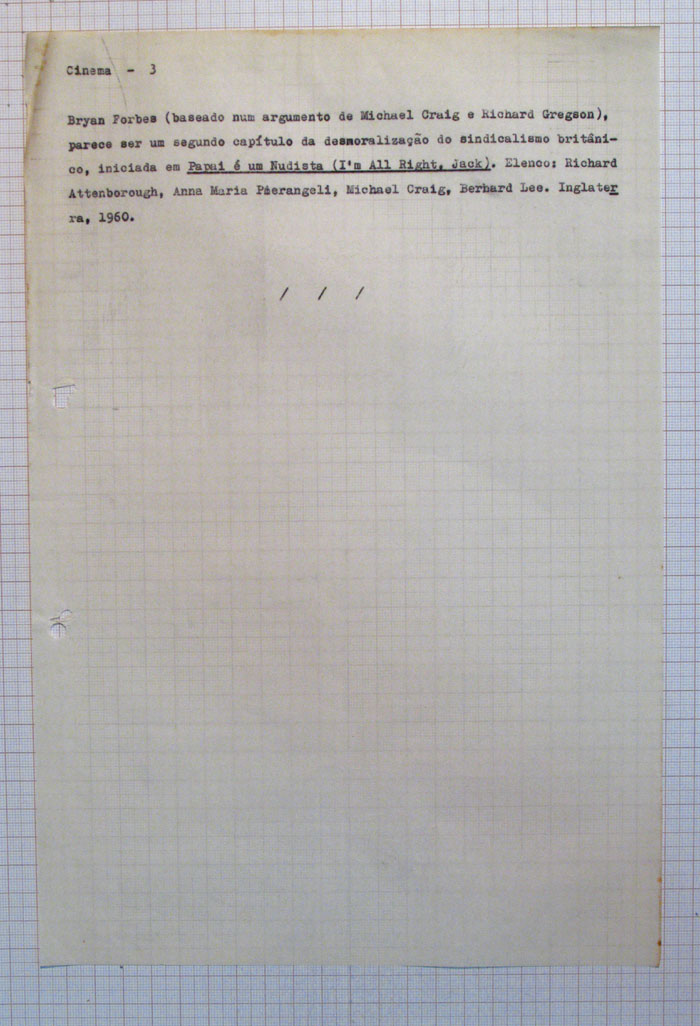 Cinema - 3
Bryan Forbes (baseado num argumento de Michael Craig e Richard Gregson),
parece ser um segundo capítulo da desmoralização do sindicalismo britâni-
co, iniciada em Papai é um Nudista (I'm All Right, Jack). Elenco: Richard
Attenborough, Anna Maria Pierangeli, Michael Craig, Berhard Lee. Inglater
ra, 1960.
/ / /